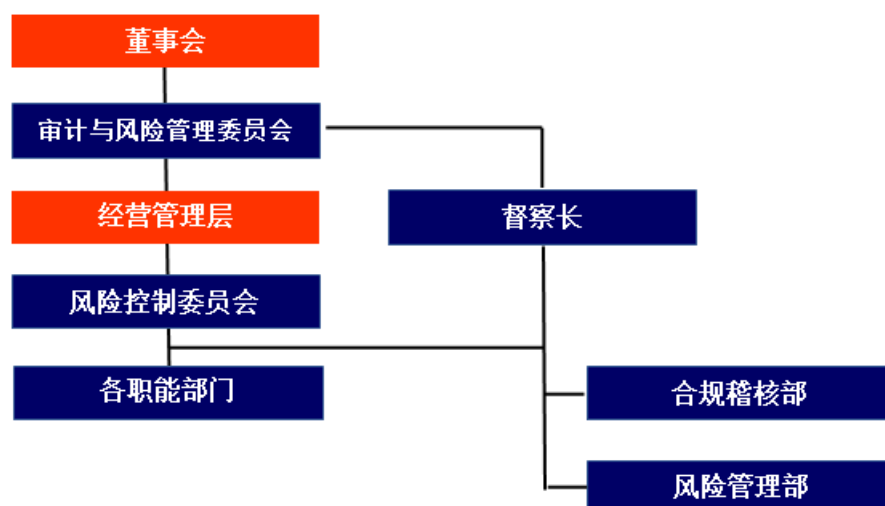 董事会
审计与风险管理委员会
经营管理层
督察长
风险控制委员会
各职能部门
合规稽核部
风险管理部